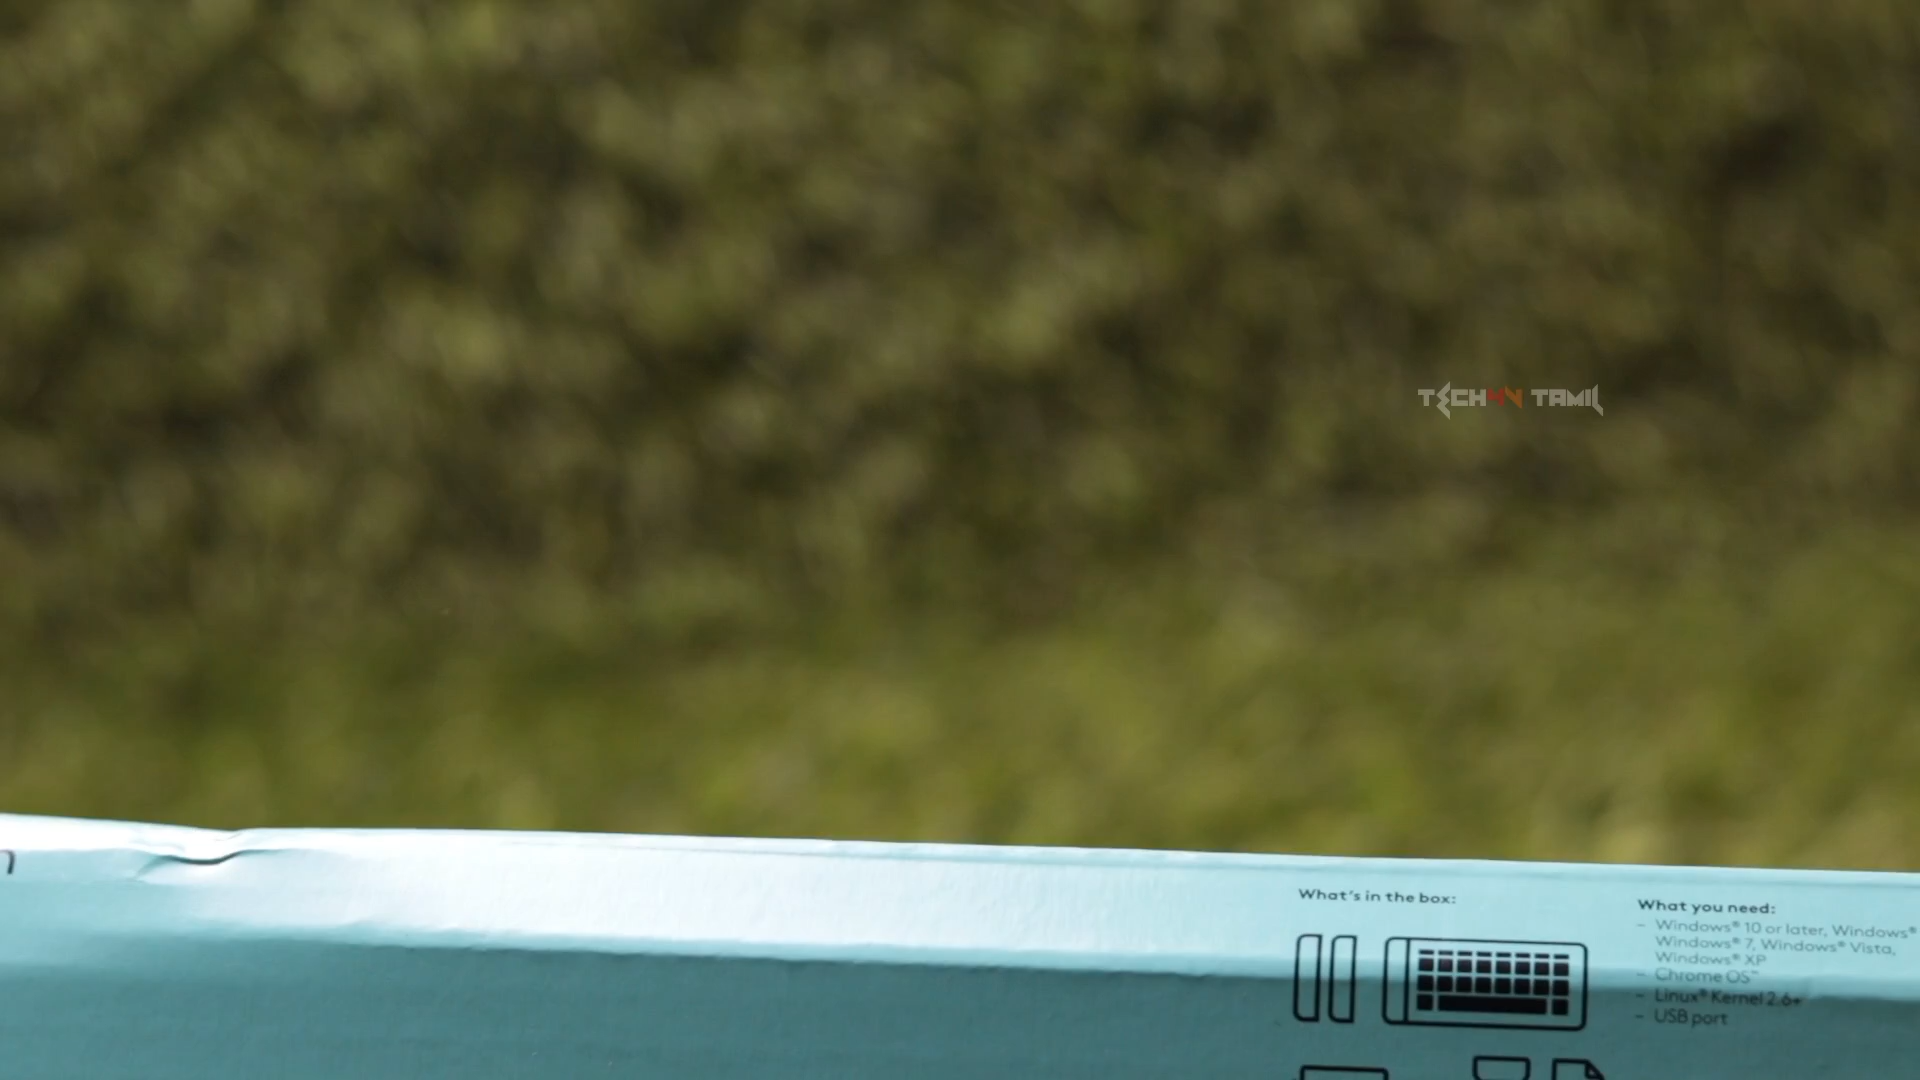 TECH4N TAMIL
What's in the box:
What you need:
- Windows® 10 or later, Windows®
Windows® 7, Windows® Vista,
Windows® XP
- Chrome OS™
- Linux® Kernel 2.6+
- USB port